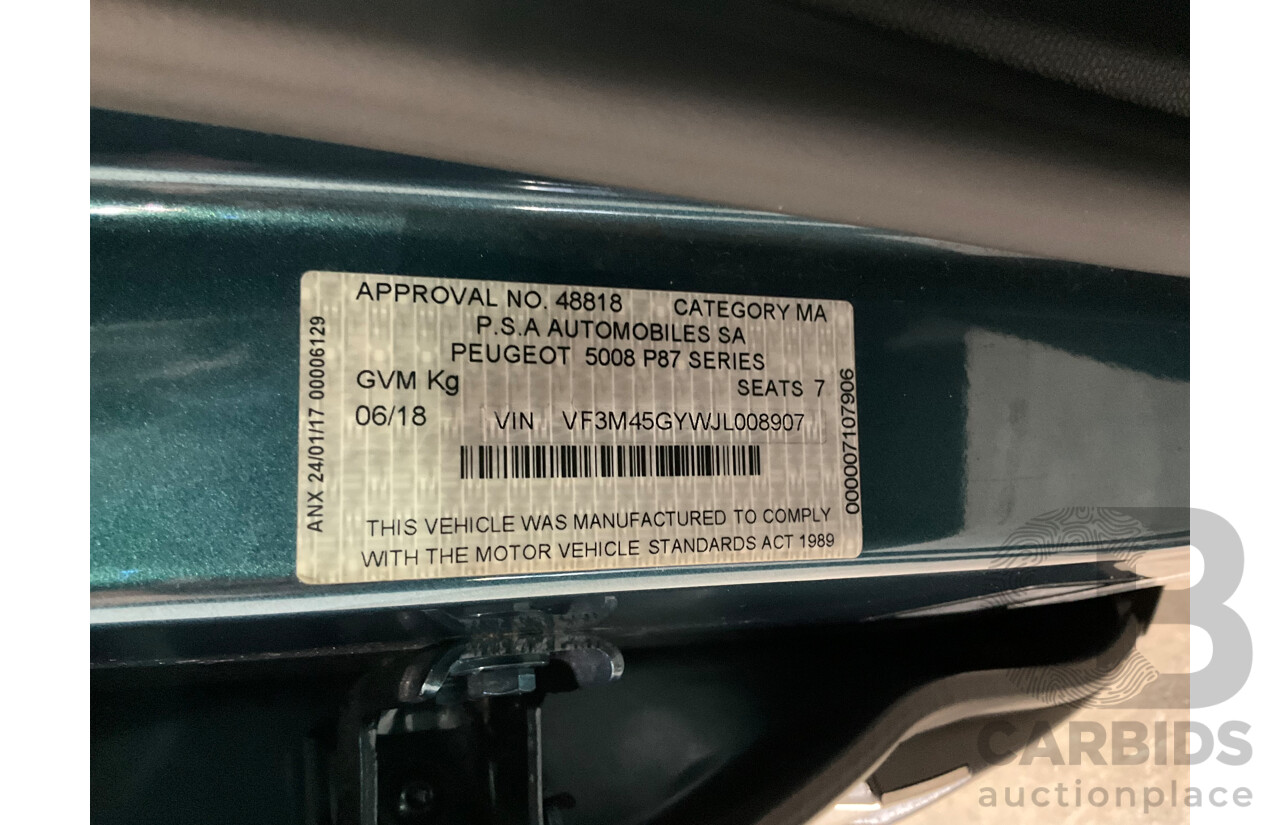 APPROVAL NO. 48818 CATEGORY MA
P.S.A AUTOMOBILES SA
PEUGEOT 5008 P87 SERIES
GVM Kg SEATS 7
06/18 VIN VF3M45GYWJL008907
THIS VEHICLE WAS MANUFACTURED TO COMPLY
WITH THE MOTOR VEHICLE STANDARDS ACT 1989
ANX 24/01/17 00006129
0000007107906
B
CARBIDS
auctionplace